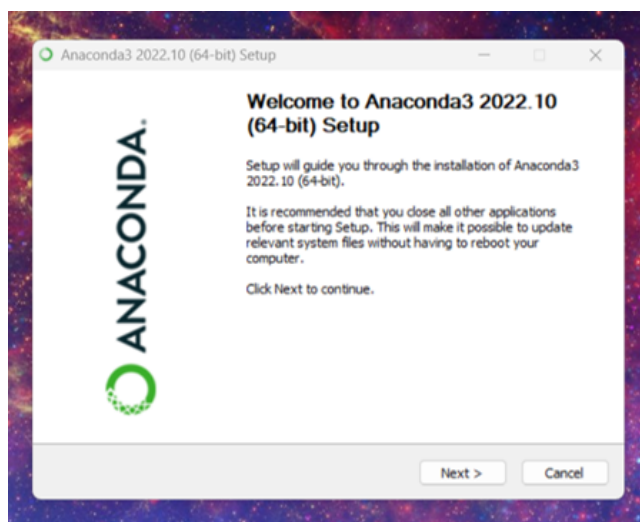 Anaconda3 2022.10 (64-bit) Setup
Welcome to Anaconda3 2022.10
(64-bit) Setup
Setup will guide you through the installation of Anaconda3
2022.10 (64-bit).
It is recommended that you close all other applications
before starting Setup. This will make it possible to update
relevant system files without having to reboot your
computer.
Click Next to continue.
ANACONDA.
Next >
Cancel